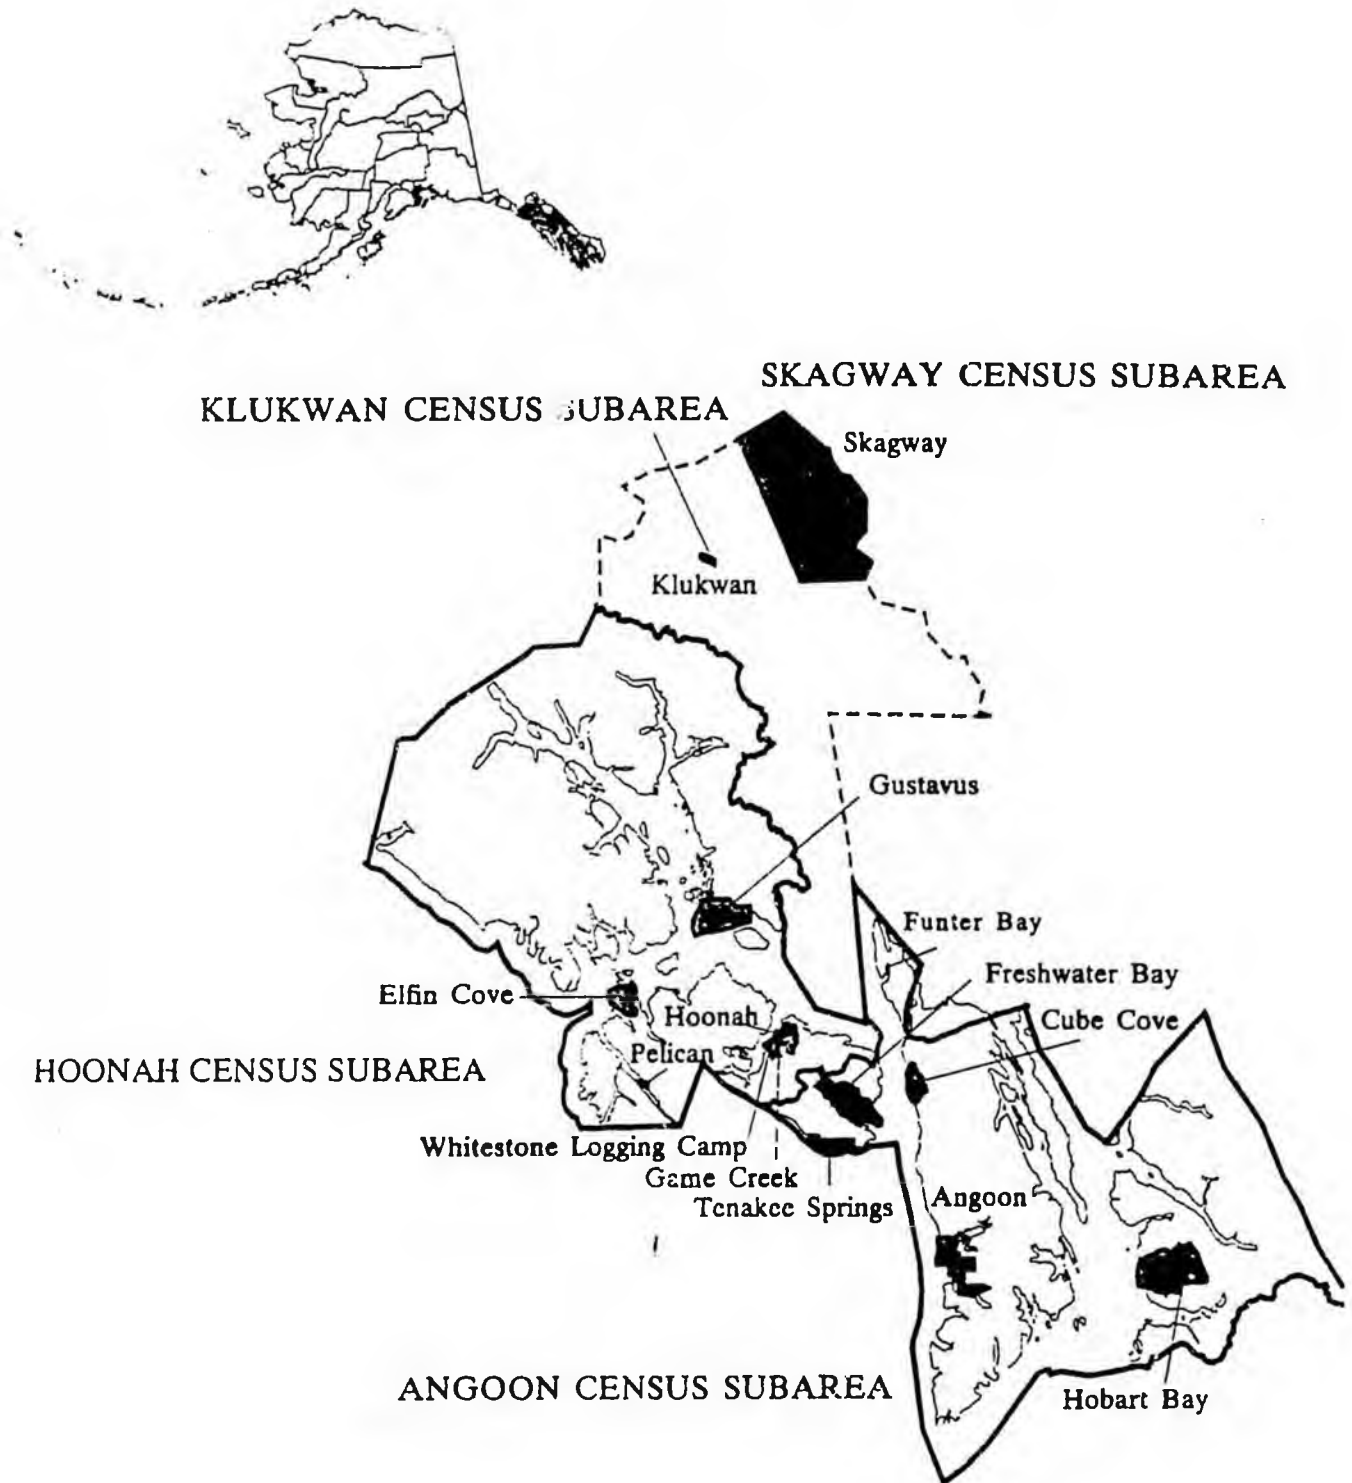 SKAGWAY CENSUS SUBAREA
KLUKWAN CENSUS SUBAREA
Skagway
Klukwan
Gustavus
Funter Bay
Freshwater Bay
Elfin Cove
Hoonah
Cube Cove
Pelican
HOONAH CENSUS SUBAREA
Whitestone Logging Camp
Game Creek
Tenakee Springs
Angoon
ANGOON CENSUS SUBAREA
Hobart Bay